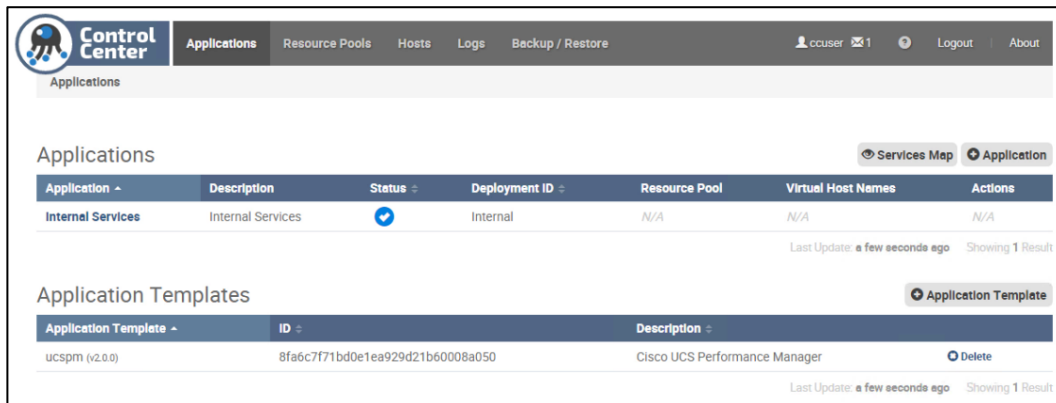 Control Center
Applications Resource Pools Hosts Logs Backup / Restore ccuser 1 Logout About
Applications
Applications
Services Map Application
Application Description Status Deployment ID Resource Pool Virtual Host Names Actions
Internal Services Internal Services Internal N/A N/A N/A
Last Update: a few seconds ago Showing 1 Result
Application Templates
Application Template
Application Template ID Description
ucspm (v2.0.0) 8fa6c7f71bd0e1ea929d21b60008a050 Cisco UCS Performance Manager Delete
Last Update: a few seconds ago Showing 1 Result